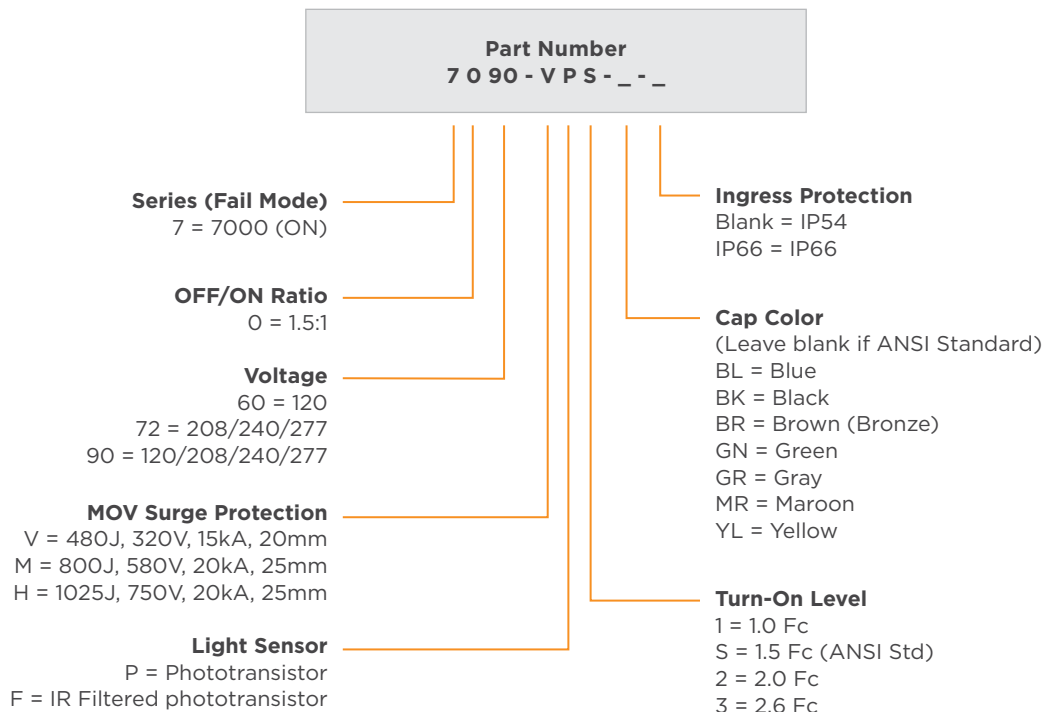 Part Number
7 0 90 - V P S - _ - _
Series (Fail Mode)
7 = 7000 (ON)
OFF/ON Ratio
0 = 1.5:1
Voltage
60 = 120
72 = 208/240/277
90 = 120/208/240/277
MOV Surge Protection
V = 480J, 320V, 15kA, 20mm
M = 800J, 580V, 20kA, 25mm
H = 1025J, 750V, 20kA, 25mm
Light Sensor
P = Phototransistor
F = IR Filtered phototransistor
Ingress Protection
Blank = IP54
IP66 = IP66
Cap Color
(Leave blank if ANSI Standard)
BL = Blue
BK = Black
BR = Brown (Bronze)
GN = Green
GR = Gray
MR = Maroon
YL = Yellow
Turn-On Level
1 = 1.0 Fc
S = 1.5 Fc (ANSI Std)
2 = 2.0 Fc
3 = 2.6 Fc